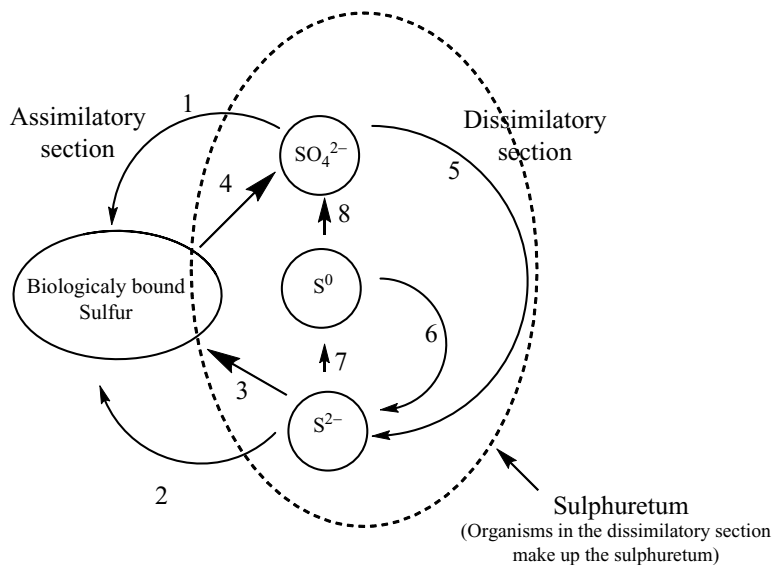 1
Assimilatory
section
Dissimilatory
section
SO₄²⁻
5
4
8
Biologicaly bound
Sulfur
S⁰
6
7
3
S²⁻
2
Sulphuretum
(Organisms in the dissimilatory section
make up the sulphuretum)